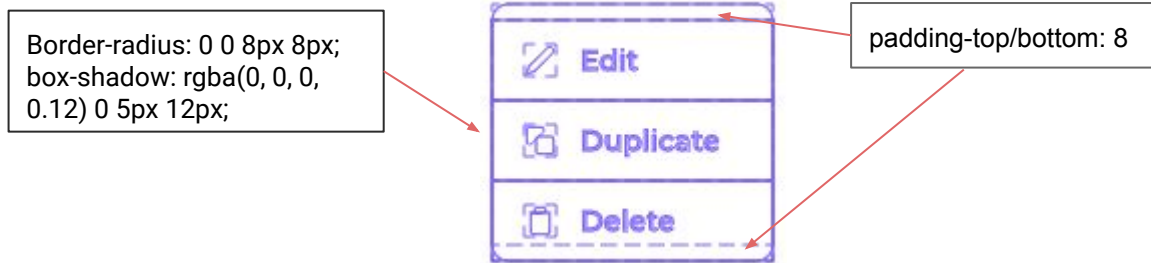 Border-radius: 0 0 8px 8px;
box-shadow: rgba(0, 0, 0,
0.12) 0 5px 12px;
padding-top/bottom: 8
Edit
Duplicate
Delete